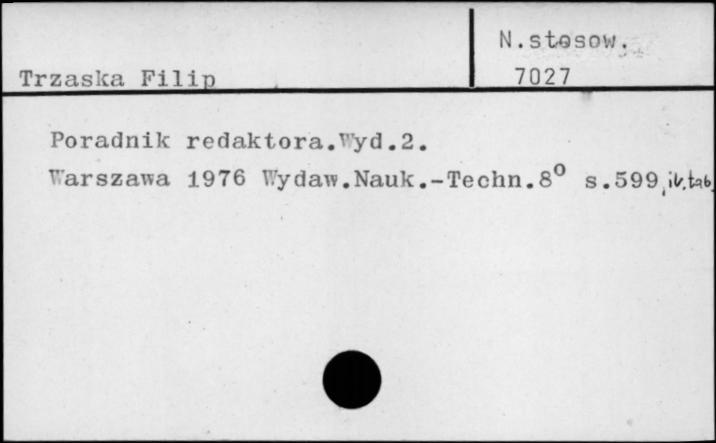 N.stosow.
Trzaska Filip
7027
Poradnik redaktora.Wyd.2.
Warszawa 1976 Wydaw.Nauk.-Techn.8⁰ s.599, il. tab.